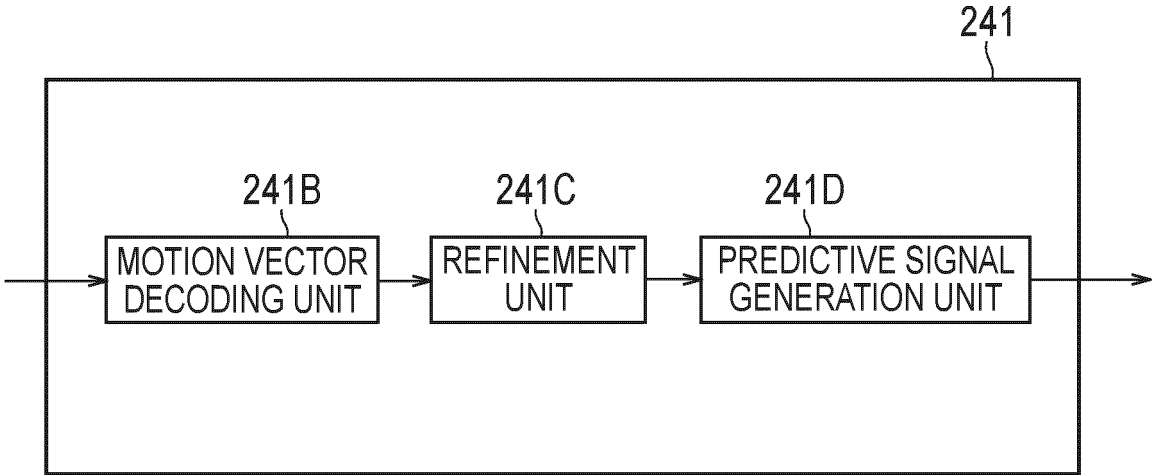 241
241B
241C
241D
MOTION VECTOR
DECODING UNIT
REFINEMENT
UNIT
PREDICTIVE SIGNAL
GENERATION UNIT